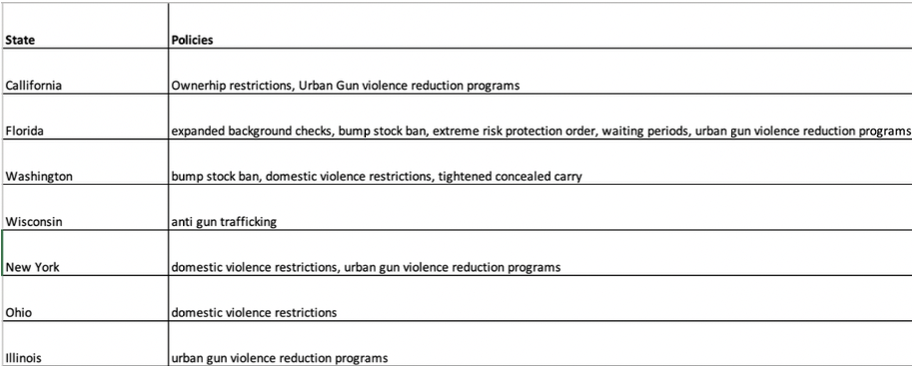 State Policies
Callifornia Ownerhip restrictions, Urban Gun violence reduction programs
Florida expanded background checks, bump stock ban, extreme risk protection order, waiting periods, urban gun violence reduction programs
Washington bump stock ban, domestic violence restrictions, tightened concealed carry
Wisconsin anti gun trafficking
New York domestic violence restrictions, urban gun violence reduction programs
Ohio domestic violence restrictions
Illinois urban gun violence reduction programs